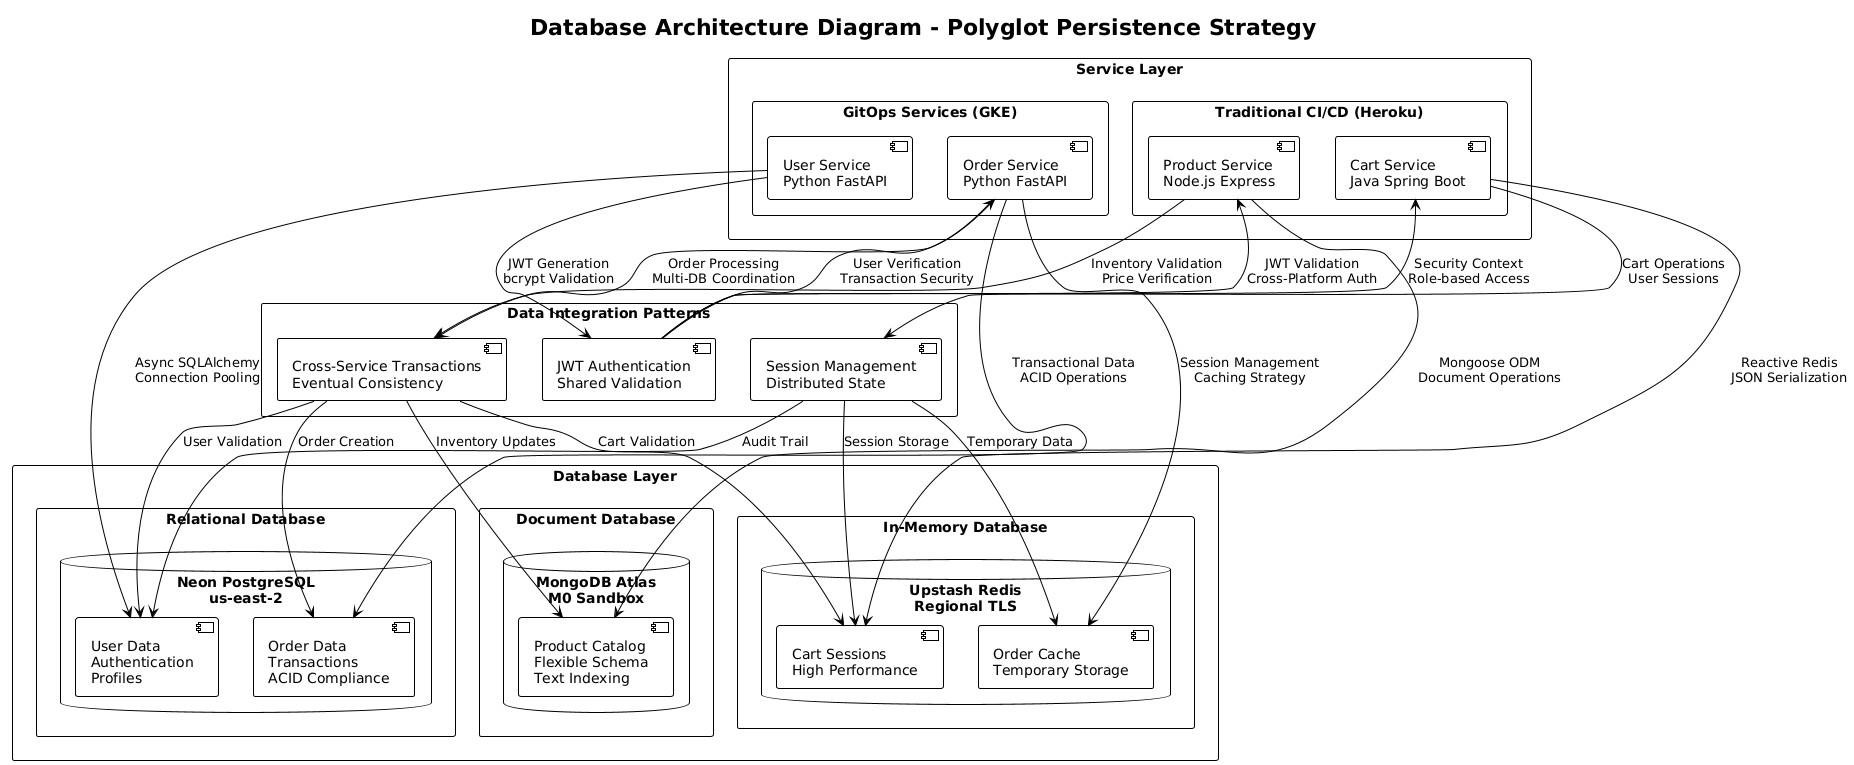 Database Architecture Diagram - Polyglot Persistence Strategy
Service Layer
GitOps Services (GKE)
Traditional CI/CD (Heroku)
User Service
Python FastAPI
Order Service
Python FastAPI
Product Service
Node.js Express
Cart Service
Java Spring Boot
JWT Generation
bcrypt Validation
Order Processing
Multi-DB Coordination
User Verification
Transaction Security
Inventory Validation
Price Verification
JWT Validation
Cross-Platform Auth
Security Context
Role-based Access
Cart Operations
User Sessions
Data Integration Patterns
Cross-Service Transactions
Eventual Consistency
JWT Authentication
Shared Validation
Session Management
Distributed State
Async SQLAlchemy
Connection Pooling
Transactional Data
ACID Operations
Session Management
Caching Strategy
Mongoose ODM
Document Operations
Reactive Redis
JSON Serialization
User Validation
Order Creation
Inventory Updates
Cart Validation
Audit Trail
Session Storage
Temporary Data
Database Layer
Relational Database
Document Database
In-Memory Database
Neon PostgreSQL
us-east-2
MongoDB Atlas
M0 Sandbox
Upstash Redis
Regional TLS
User Data
Authentication
Profiles
Order Data
Transactions
ACID Compliance
Product Catalog
Flexible Schema
Text Indexing
Cart Sessions
High Performance
Order Cache
Temporary Storage